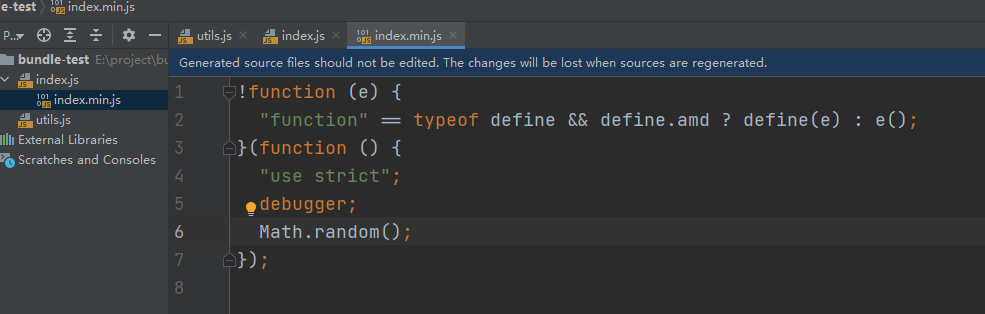 dle-test index.min.js
P... utils.js index.js index.min.js
bundle-test E:\project\bu
Generated source files should not be edited. The changes will be lost when sources are regenerated.
index.js
index.min.js
utils.js
External Libraries
Scratches and Consoles
1 !function (e) {
2 "function" == typeof define && define.amd ? define(e) : e();
3 }(function () {
4 "use strict";
5 debugger;
6 Math.random();
7 });
8